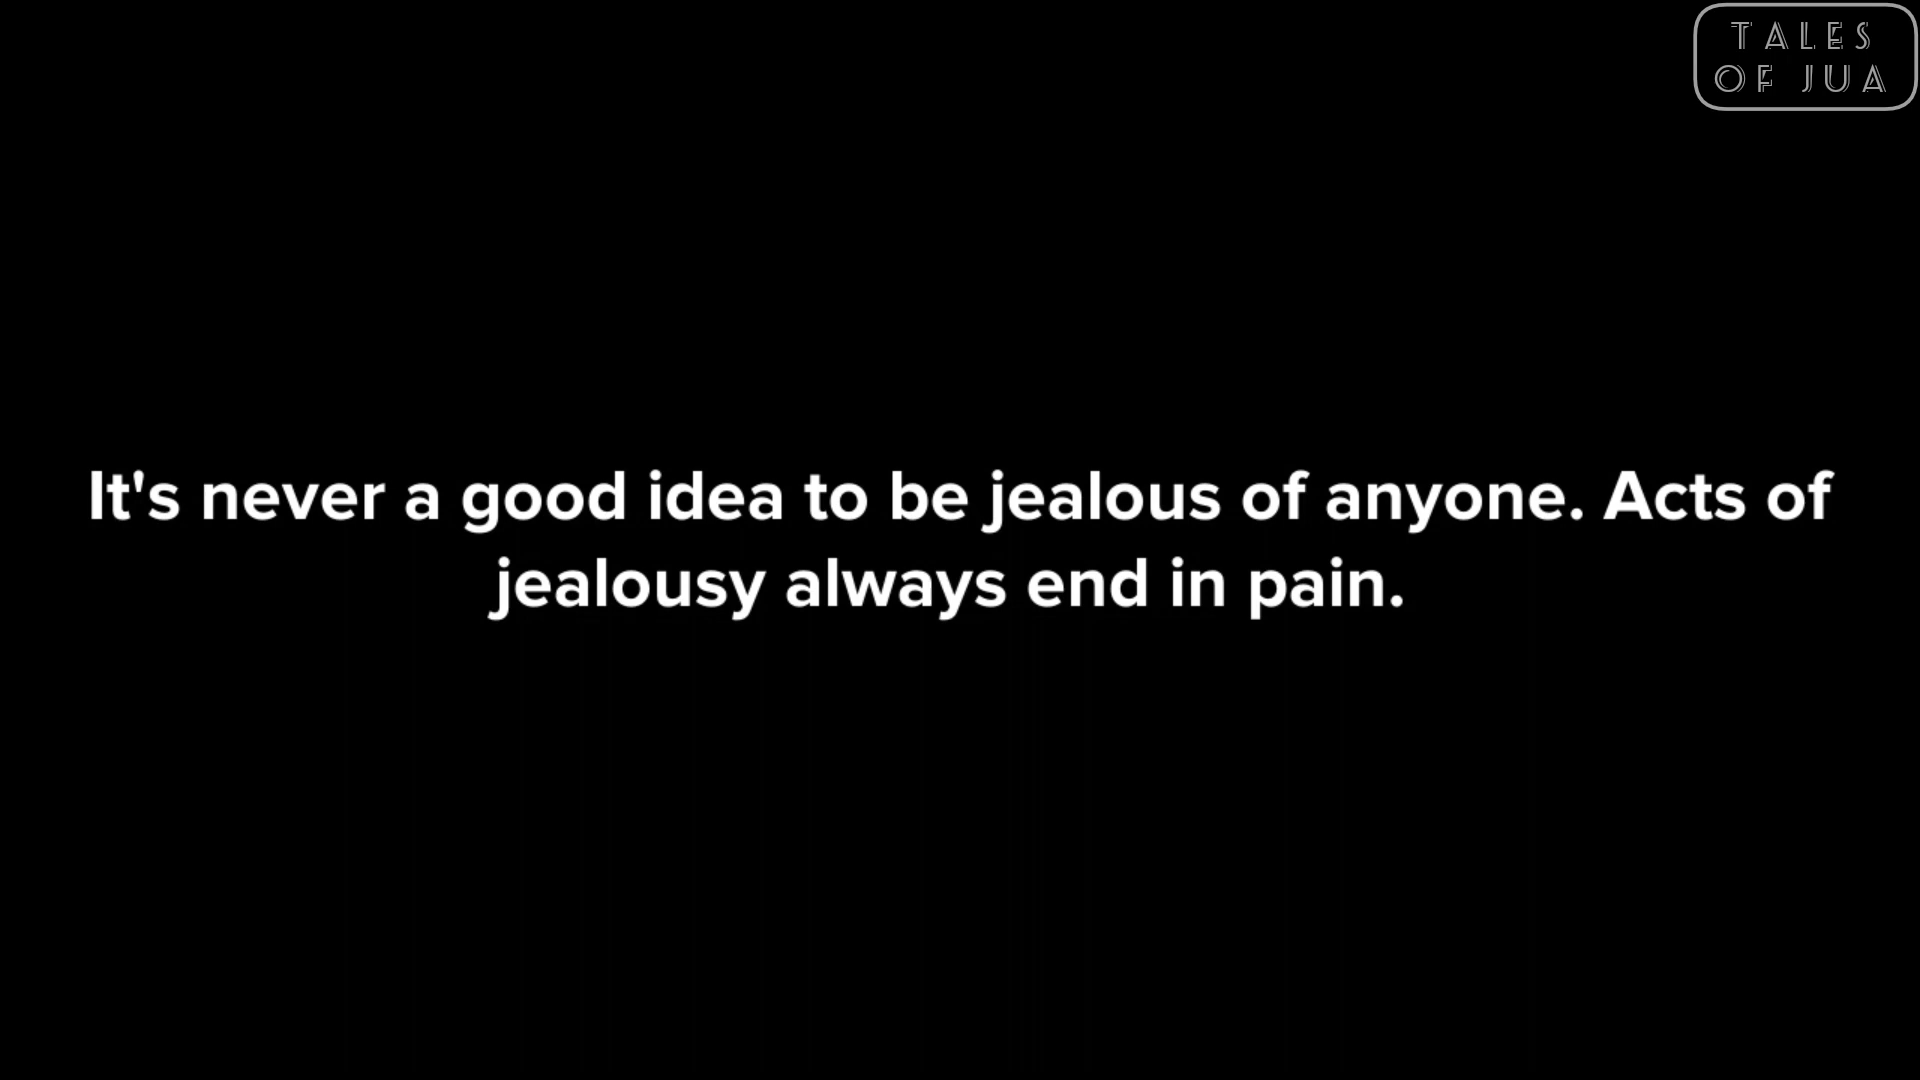 TALES
OF JUA
It's never a good idea to be jealous of anyone. Acts of
jealousy always end in pain.